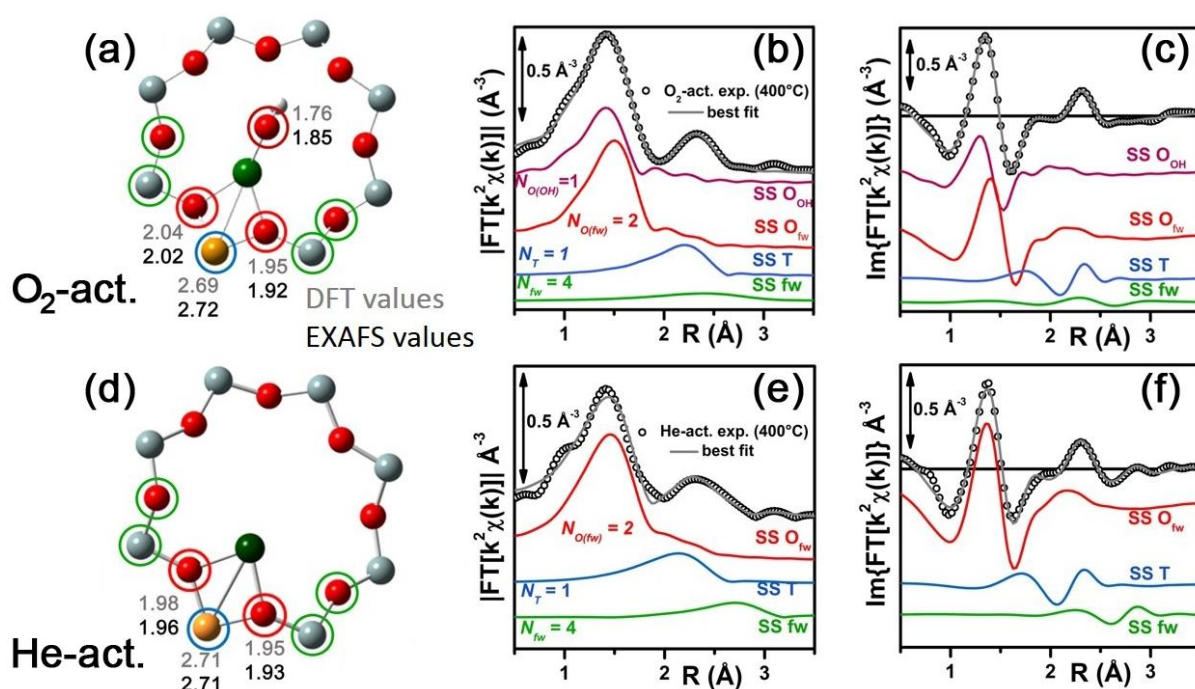 (a)
1.76
1.85
2.04
2.02
1.95
1.92
2.69
2.72
O₂-act.
DFT values
EXAFS values
(b)
|FT[k²χ(k)]| (Å⁻³)
0.5 Å⁻³
O₂-act. exp. (400°C)
best fit
N_O(OH)=1
SS O_OH
N_O(fw) = 2
SS O_fw
N_T = 1
SS T
N_fw = 4
SS fw
1 2 3
R (Å)
(c)
Im{FT[k²χ(k)]} (Å⁻³)
0.5 Å⁻³
SS O_OH
SS O_fw
SS T
SS fw
1 2 3
R (Å)
(d)
1.98
1.96
1.95
1.93
2.71
2.71
He-act.
(e)
|FT[k²χ(k)]| Å⁻³
0.5 Å⁻³
He-act. exp. (400°C)
best fit
N_O(fw) = 2
SS O_fw
N_T = 1
SS T
N_fw = 4
SS fw
1 2 3
R (Å)
(f)
Im{FT[k²χ(k)]} Å⁻³
0.5 Å⁻³
SS O_fw
SS T
SS fw
1 2 3
R (Å)